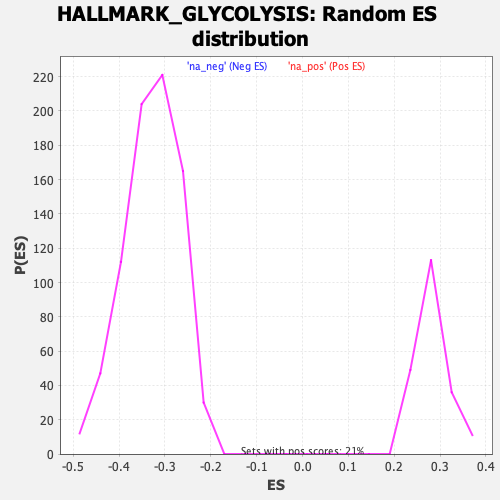 HALLMARK_GLYCOLYSIS: Random ES
distribution
'na_neg' (Neg ES) 'na_pos' (Pos ES)
P(ES)
220
200
180
160
140
120
100
80
60
40
20
0
Sets with pos scores: 21%
-0.5 -0.4 -0.3 -0.2 -0.1 0.0 0.1 0.2 0.3 0.4
ES